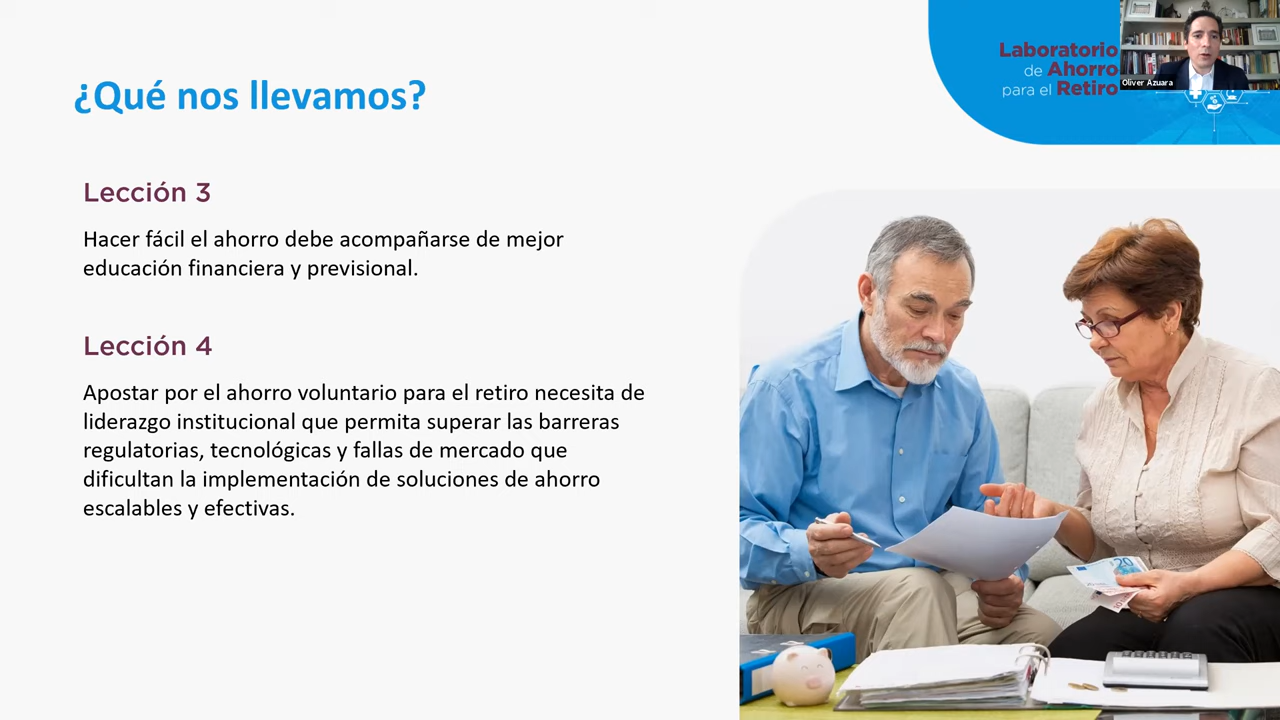 ¿Qué nos llevamos?
Laboratorio
de Ahorro
para el Retiro
Oliver Azuara
Lección 3
Hacer fácil el ahorro debe acompañarse de mejor
educación financiera y previsional.
Lección 4
Apostar por el ahorro voluntario para el retiro necesita de
liderazgo institucional que permita superar las barreras
regulatorias, tecnológicas y fallas de mercado que
dificultan la implementación de soluciones de ahorro
escalables y efectivas.
20